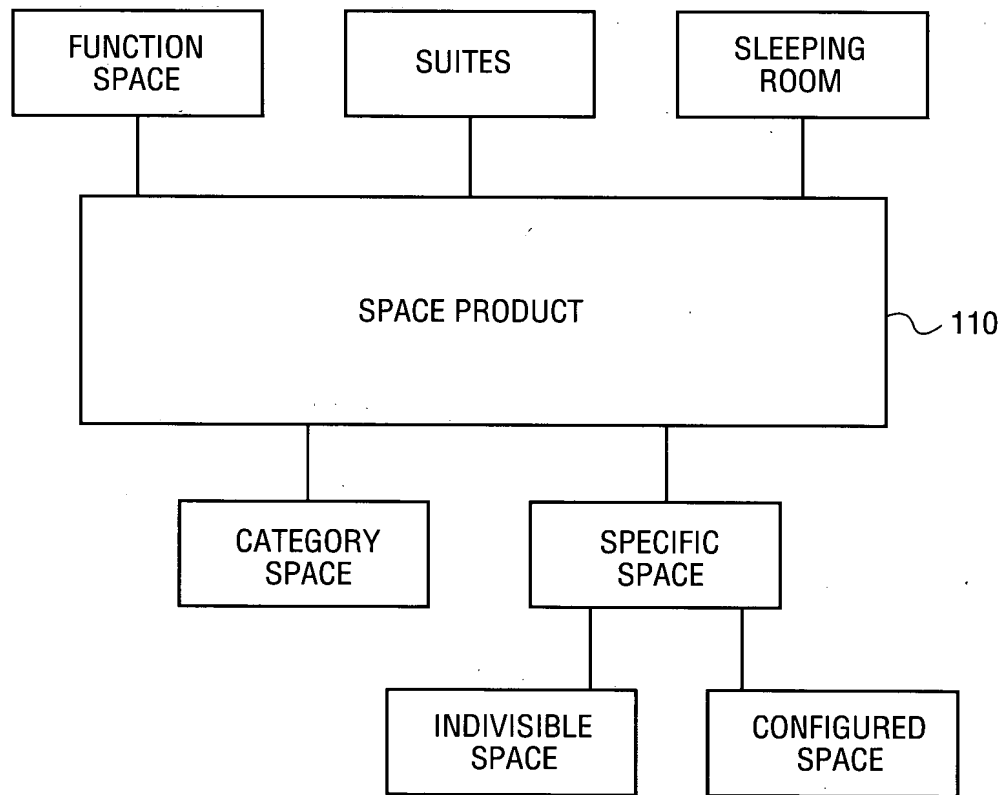 FUNCTION
SPACE
SUITES
SLEEPING
ROOM
SPACE PRODUCT
110
CATEGORY
SPACE
SPECIFIC
SPACE
INDIVISIBLE
SPACE
CONFIGURED
SPACE